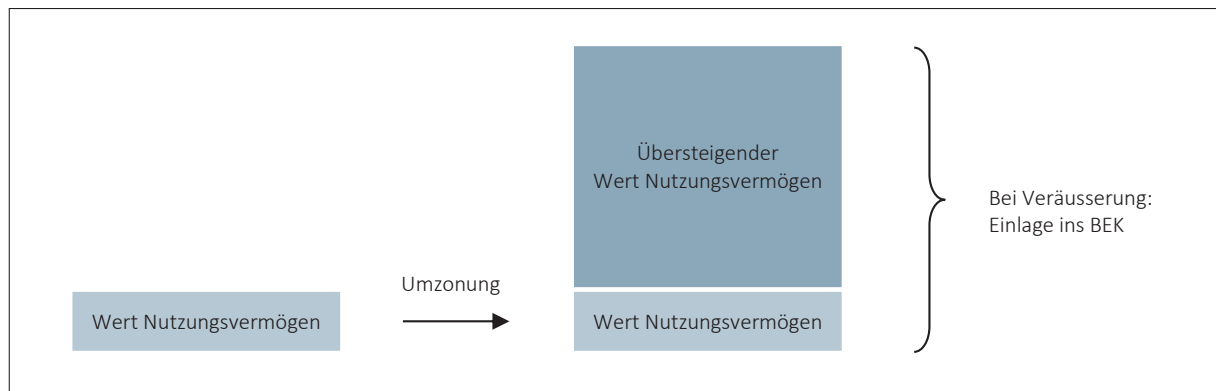 Wert Nutzungsvermögen
Umzonung
Übersteigender
Wert Nutzungsvermögen
Wert Nutzungsvermögen
Bei Veräusserung:
Einlage ins BEK